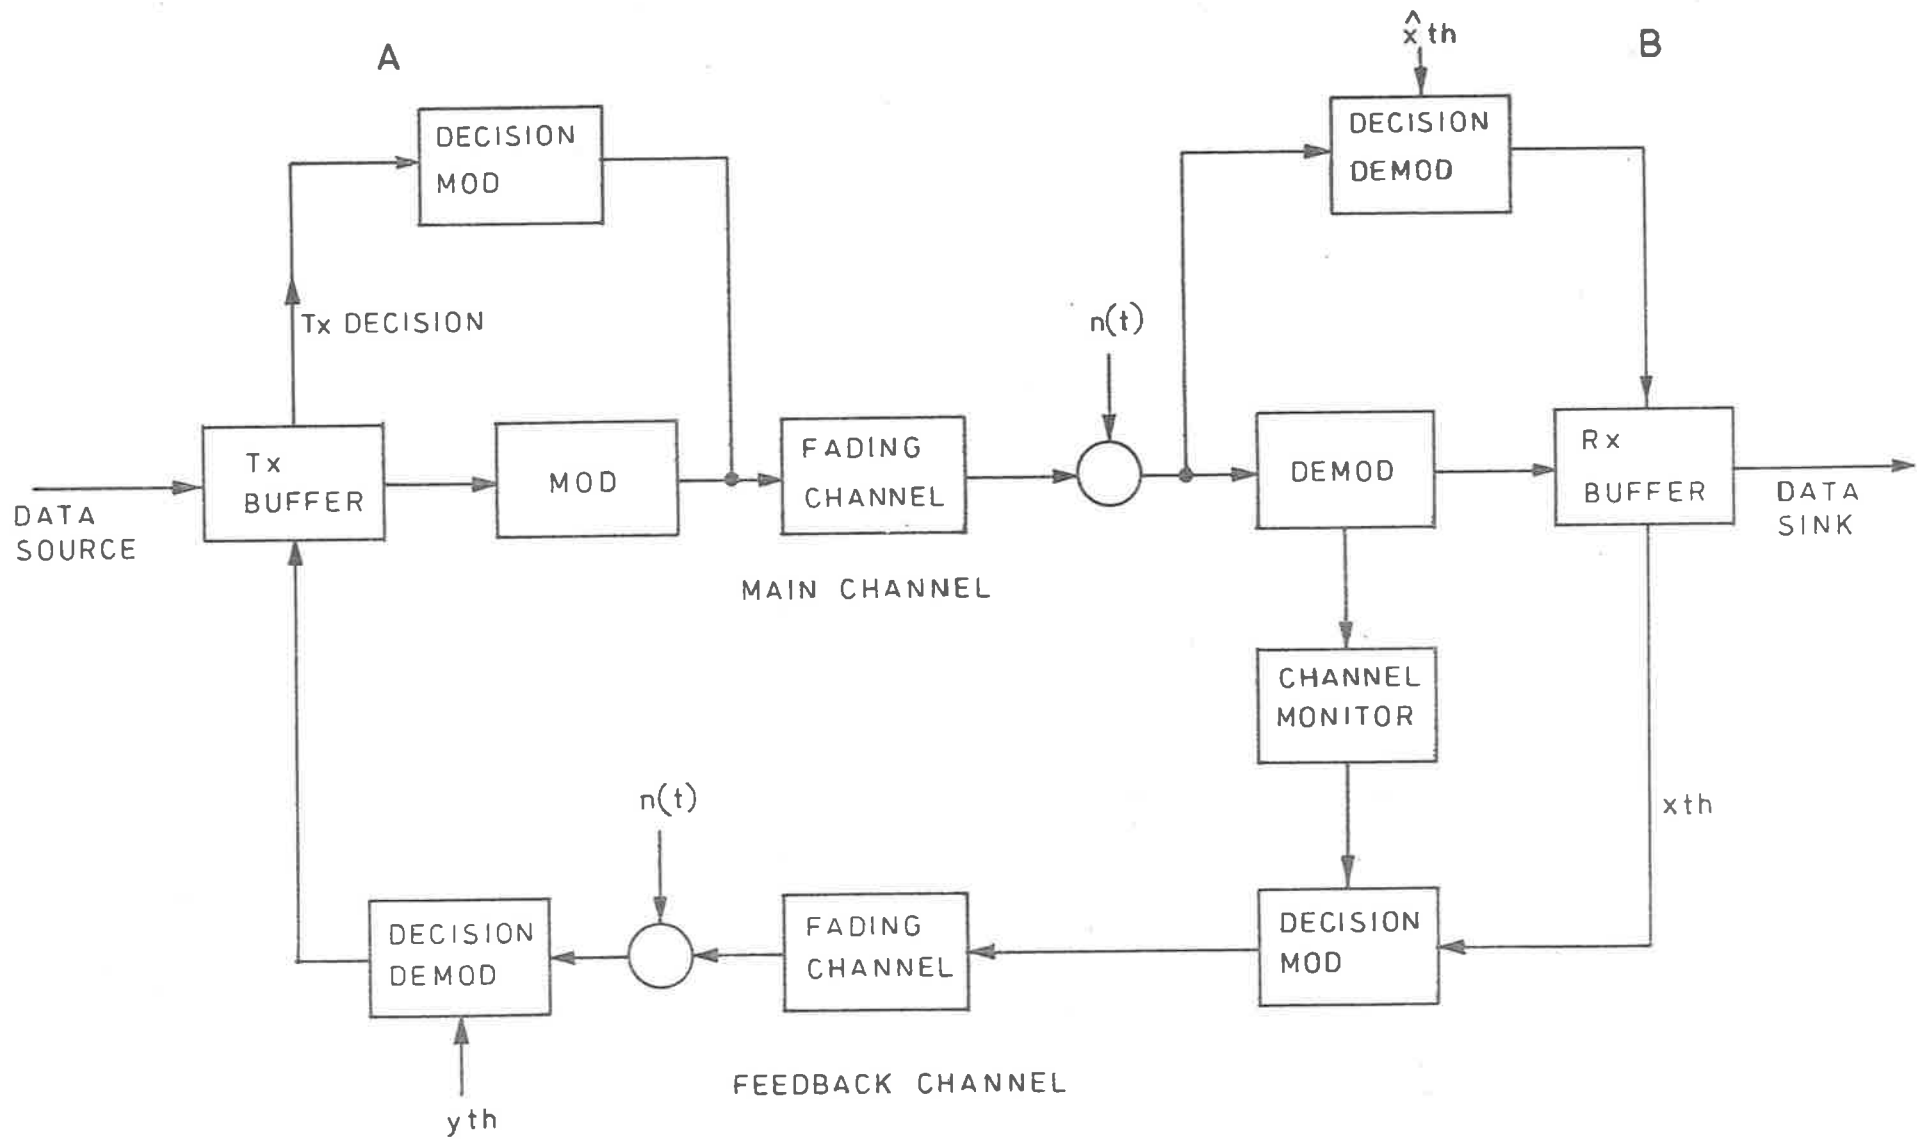 A
x̂ th
B
DECISION
MOD
DECISION
DEMOD
Tx DECISION
n(t)
Tx
BUFFER
MOD
FADING
CHANNEL
DEMOD
Rx
BUFFER
DATA
SOURCE
DATA
SINK
MAIN CHANNEL
CHANNEL
MONITOR
n(t)
xth
DECISION
DEMOD
FADING
CHANNEL
DECISION
MOD
yth
FEEDBACK CHANNEL